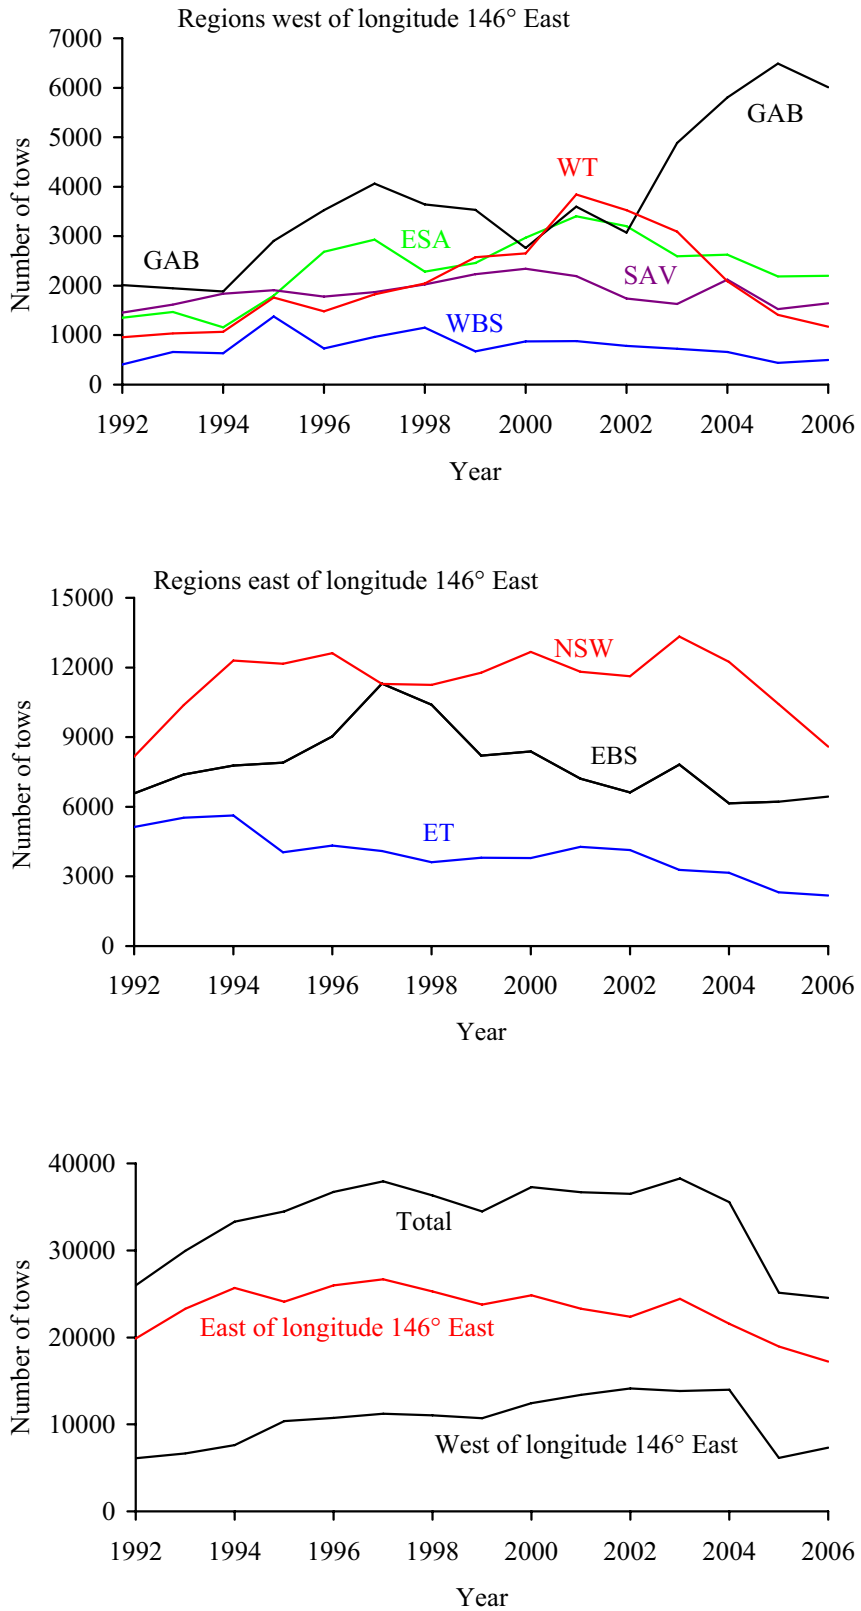 Regions west of longitude 146° East
7000
6000
5000
4000
3000
2000
1000
0
Number of tows
GAB
WT
GAB
ESA
SAV
WBS
1992 1994 1996 1998 2000 2002 2004 2006
Year
Regions east of longitude 146° East
15000
12000
9000
6000
3000
0
Number of tows
NSW
EBS
ET
1992 1994 1996 1998 2000 2002 2004 2006
Year
40000
30000
20000
10000
0
Number of tows
Total
East of longitude 146° East
West of longitude 146° East
1992 1994 1996 1998 2000 2002 2004 2006
Year